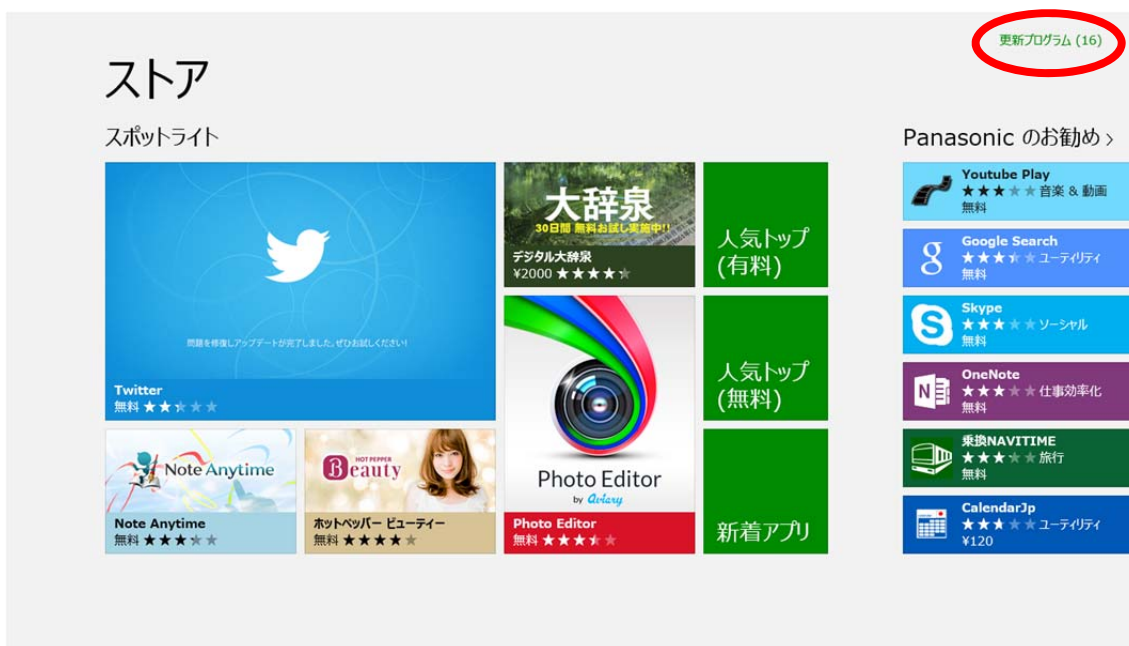 更新プログラム (16)
ストア
スポットライト
問題を修復しアップデートが完了しました。ぜひお試しください!
Twitter
無料 ★★★★★
大辞泉
30日間 無料お試し実施中!!
デジタル大辞泉
¥2000 ★★★★★
人気トップ
(有料)
人気トップ
(無料)
新着アプリ
Photo Editor
by Aviary
Photo Editor
無料 ★★★★★
Note Anytime
Note Anytime
無料 ★★★★★
HOT PEPPER
Beauty
ホットペッパー ビューティー
無料 ★★★★★
Panasonic のお勧め ›
Youtube Play
★★★★★ 音楽 & 動画
無料
g
Google Search
★★★★★ ユーティリティ
無料
S
Skype
★★★★★ ソーシャル
無料
N
OneNote
★★★★★ 仕事効率化
無料
乗換NAVITIME
★★★★★ 旅行
無料
CalendarJp
★★★★★ ユーティリティ
¥120